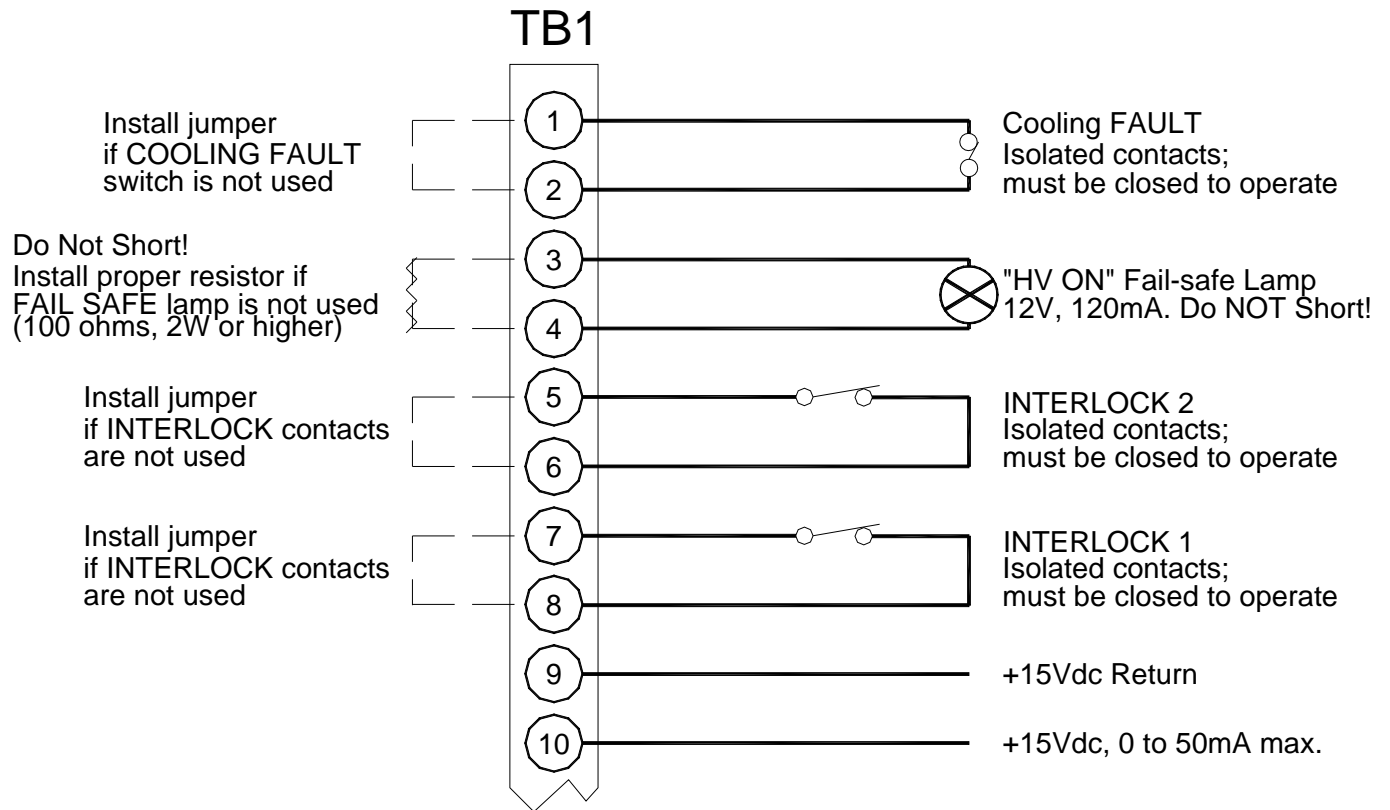 TB1
Install jumper
if COOLING FAULT
switch is not used
1
2
Cooling FAULT
Isolated contacts;
must be closed to operate
Do Not Short!
Install proper resistor if
FAIL SAFE lamp is not used
(100 ohms, 2W or higher)
3
4
"HV ON" Fail-safe Lamp
12V, 120mA. Do NOT Short!
Install jumper
if INTERLOCK contacts
are not used
5
6
INTERLOCK 2
Isolated contacts;
must be closed to operate
Install jumper
if INTERLOCK contacts
are not used
7
8
INTERLOCK 1
Isolated contacts;
must be closed to operate
9
+15Vdc Return
10
+15Vdc, 0 to 50mA max.